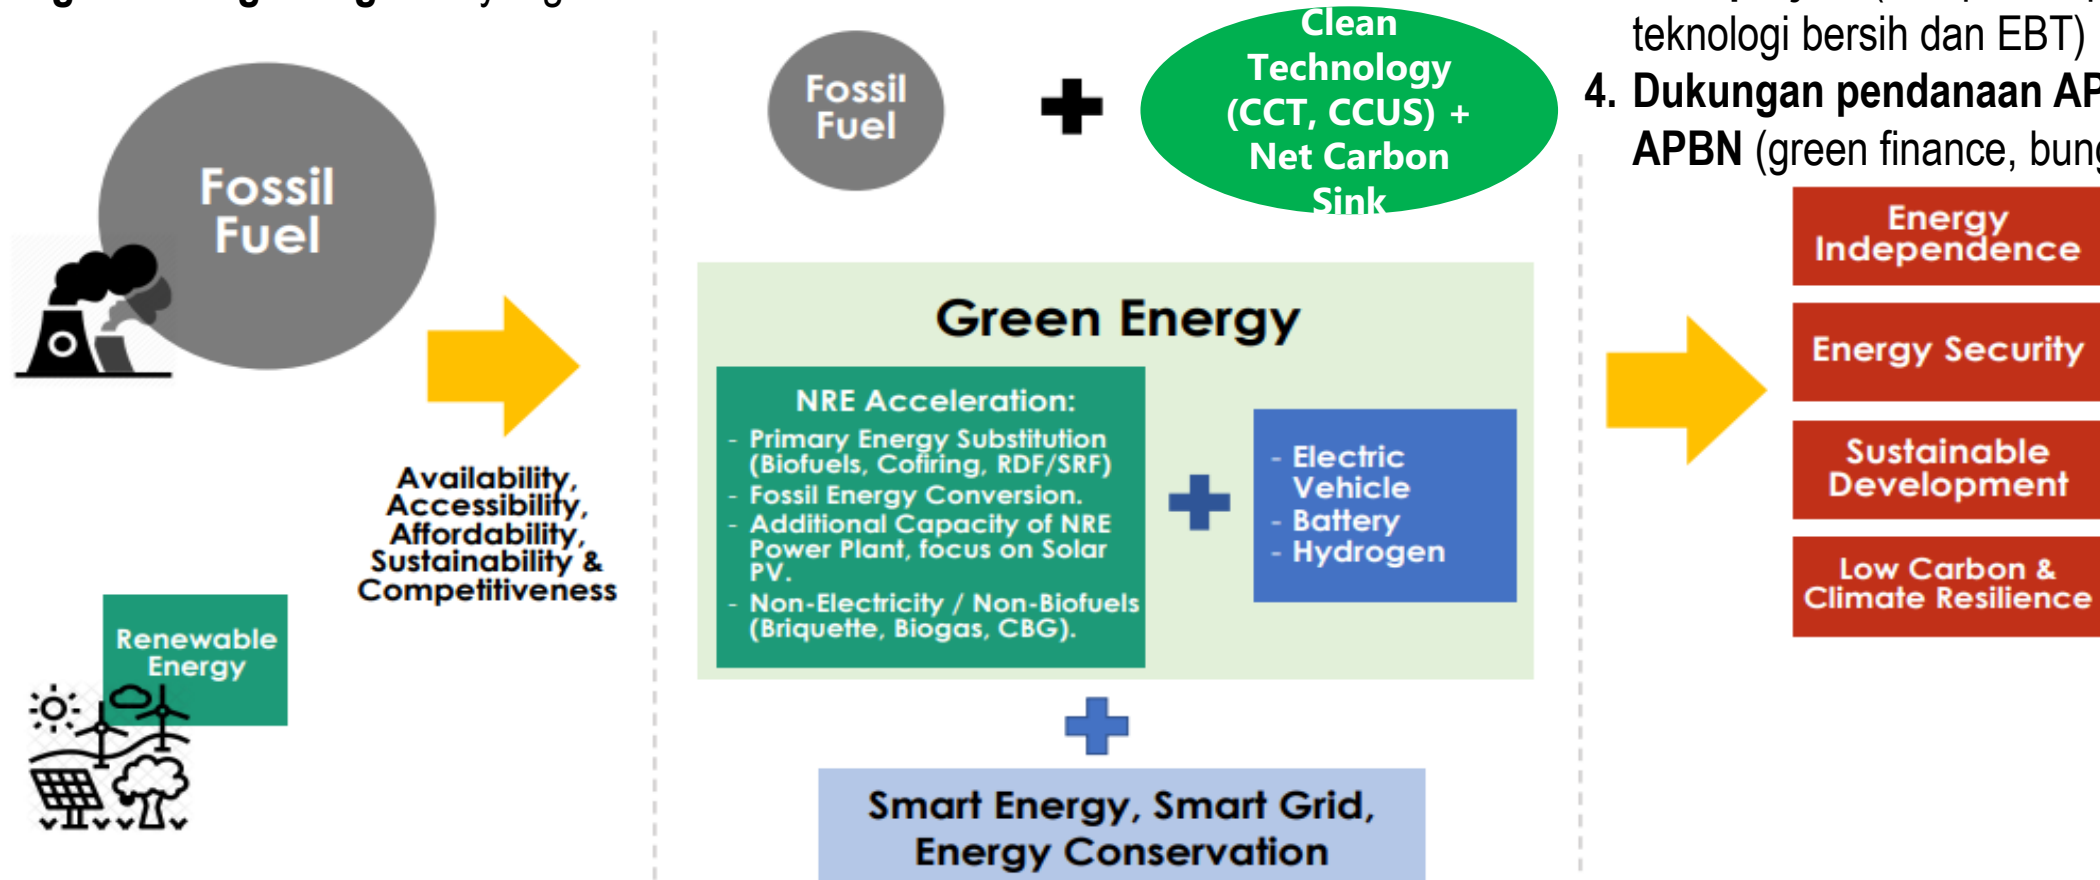 Fossil
Fuel
Renewable
Energy
Availability,
Accessibility,
Affordability,
Sustainability &
Competitiveness
Fossil
Fuel
Clean
Technology
(CCT, CCUS) +
Net Carbon
Sink
Green Energy
NRE Acceleration:
- Primary Energy Substitution
(Biofuels, Cofiring, RDF/SRF)
- Fossil Energy Conversion.
- Additional Capacity of NRE
Power Plant, focus on Solar
PV.
- Non-Electricity / Non-Biofuels
(Briquette, Biogas, CBG).
- Electric
Vehicle
- Battery
- Hydrogen
Smart Energy, Smart Grid,
Energy Conservation
teknologi bersih dan EBT)
4. Dukungan pendanaan
APBN (green finance,
Energy
Independence
Energy Security
Sustainable
Development
Low Carbon &
Climate Resilience